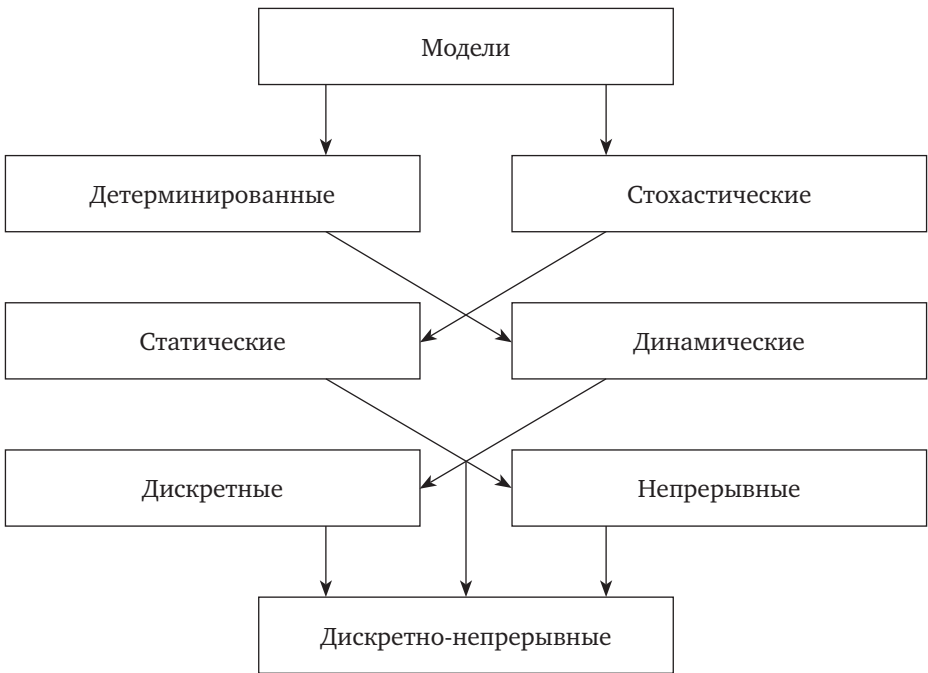 Модели
Детерминированные
Стохастические
Статические
Динамические
Дискретные
Непрерывные
Дискретно-непрерывные